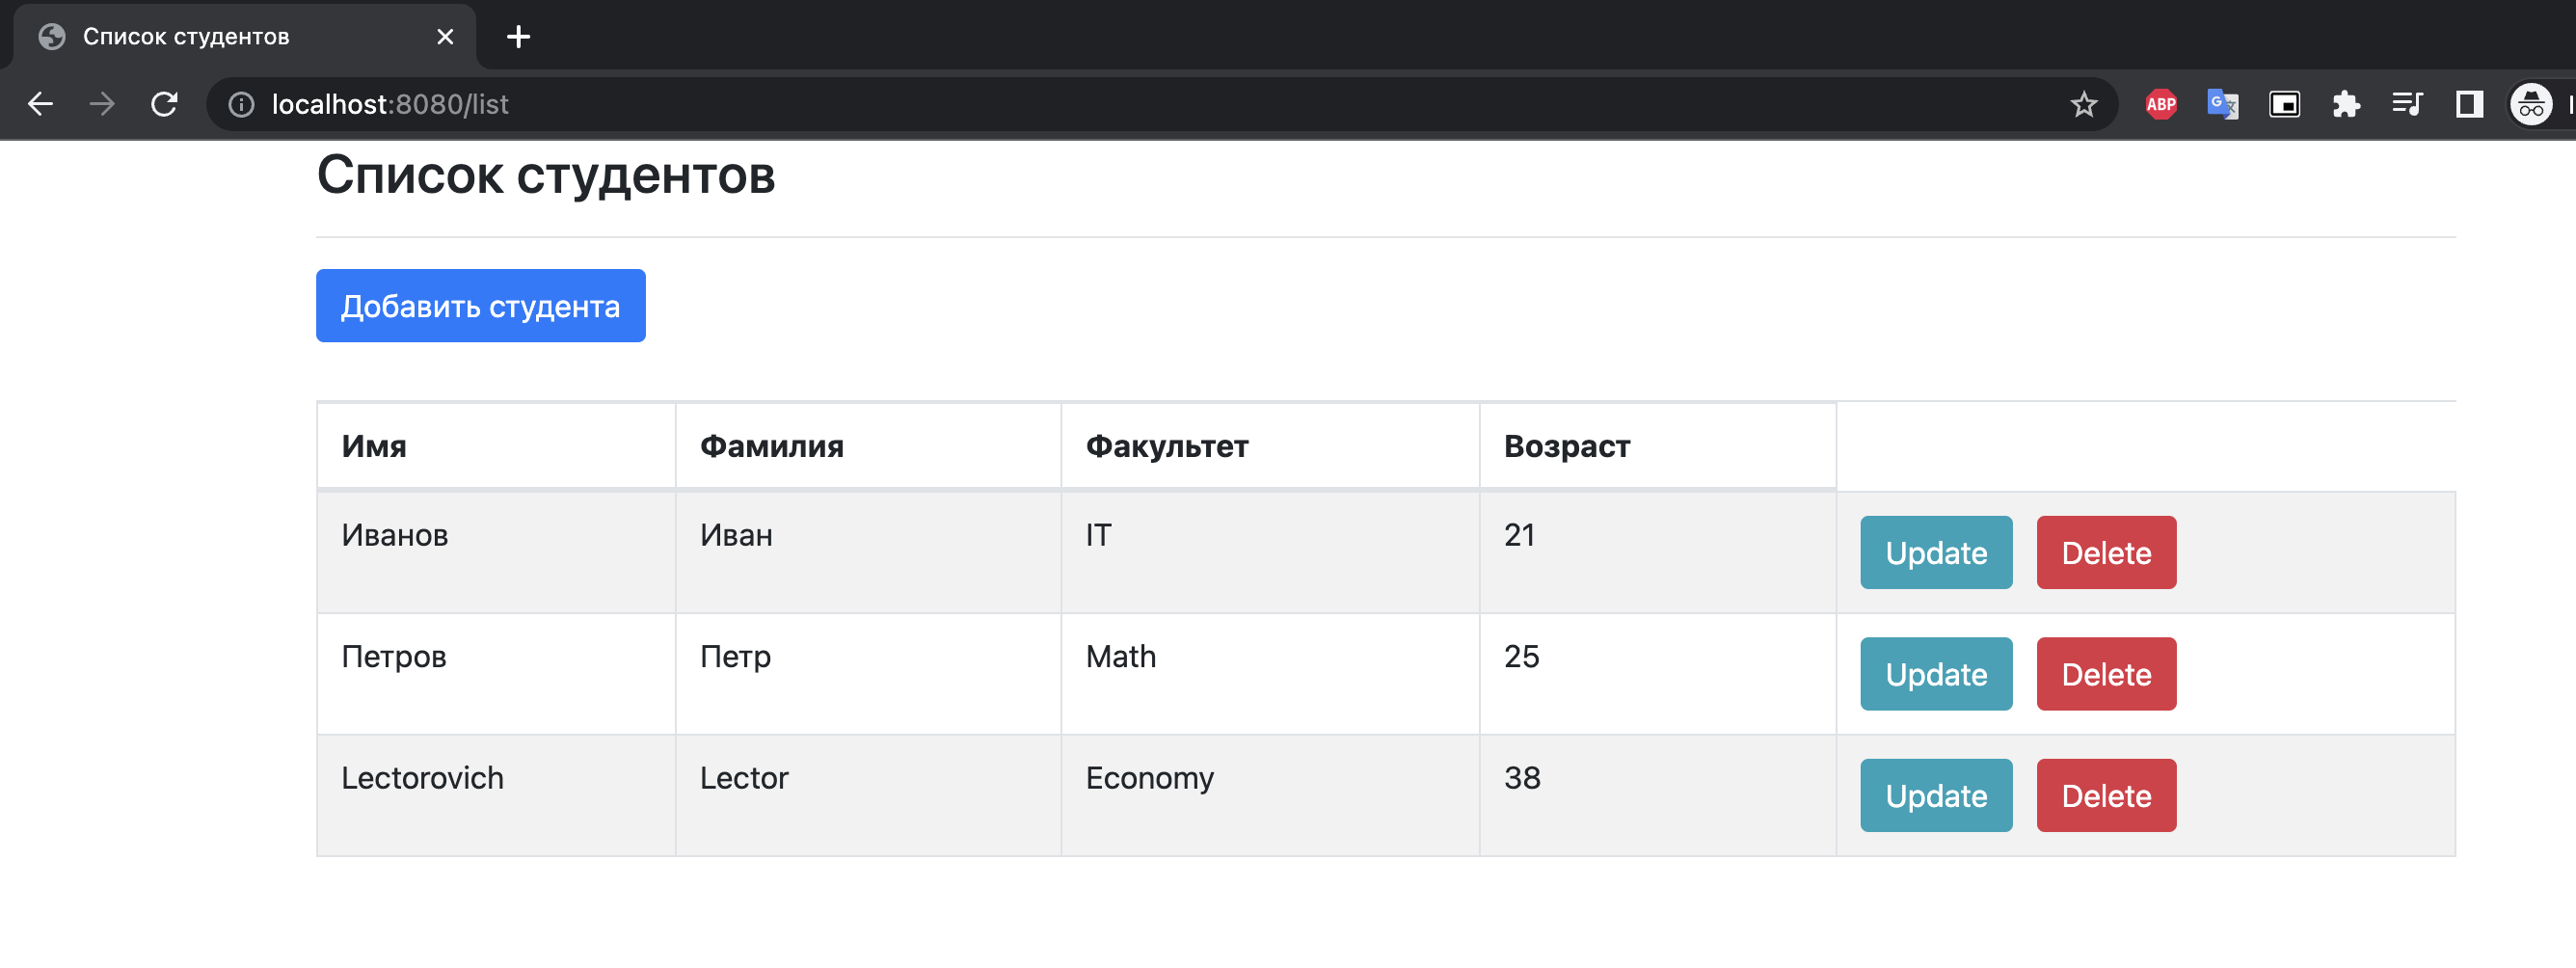 Список студентов
localhost:8080/list
ABP
Список студентов
Добавить студента
Имя Фамилия Факультет Возраст
Иванов Иван IT 21 Update Delete
Петров Петр Math 25 Update Delete
Lectorovich Lector Economy 38 Update Delete